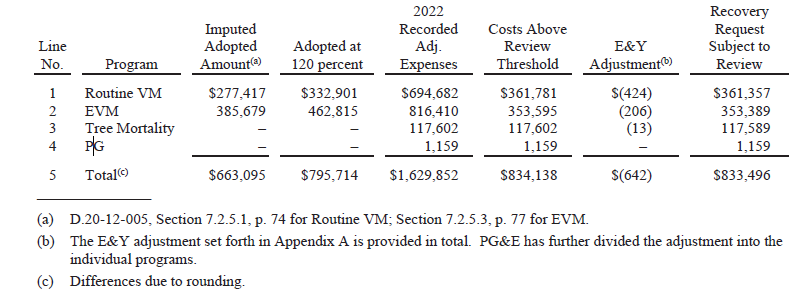 2022 Recovery
Imputed Recorded Costs Above Request
Line Adopted Adopted at Adj. Review E&Y Subject to
No. Program Amount(a) 120 percent Expenses Threshold Adjustment(b) Review
1 Routine VM $277,417 $332,901 $694,682 $361,781 $(424) $361,357
2 EVM 385,679 462,815 816,410 353,595 (206) 353,389
3 Tree Mortality – – 117,602 117,602 (13) 117,589
4 PG – – 1,159 1,159 – 1,159
5 Total(c) $663,095 $795,714 $1,629,852 $834,138 $(642) $833,496
(a) D.20-12-005, Section 7.2.5.1, p. 74 for Routine VM; Section 7.2.5.3, p. 77 for EVM.
(b) The E&Y adjustment set forth in Appendix A is provided in total. PG&E has further divided the adjustment into the
individual programs.
(c) Differences due to rounding.